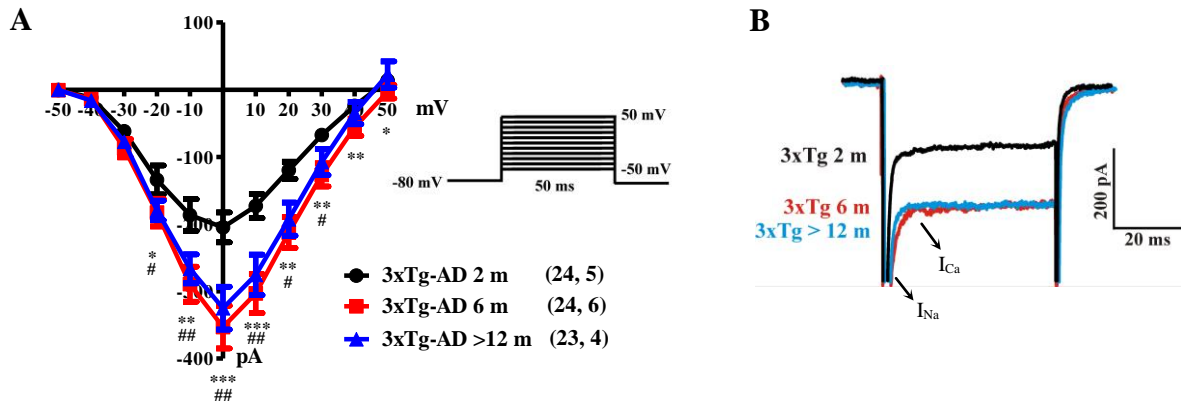 A
100
-50 -40 -30 -20 -10 10 20 30 40 50 mV
-100
-400
pA
*
#
**
##
***
##
***
##
**
#
**
#
**
*
3xTg-AD 2 m (24, 5)
3xTg-AD 6 m (24, 6)
3xTg-AD >12 m (23, 4)
50 mV
-50 mV
-80 mV
50 ms
B
3xTg 2 m
3xTg 6 m
3xTg > 12 m
200 pA
20 ms
ICa
INa